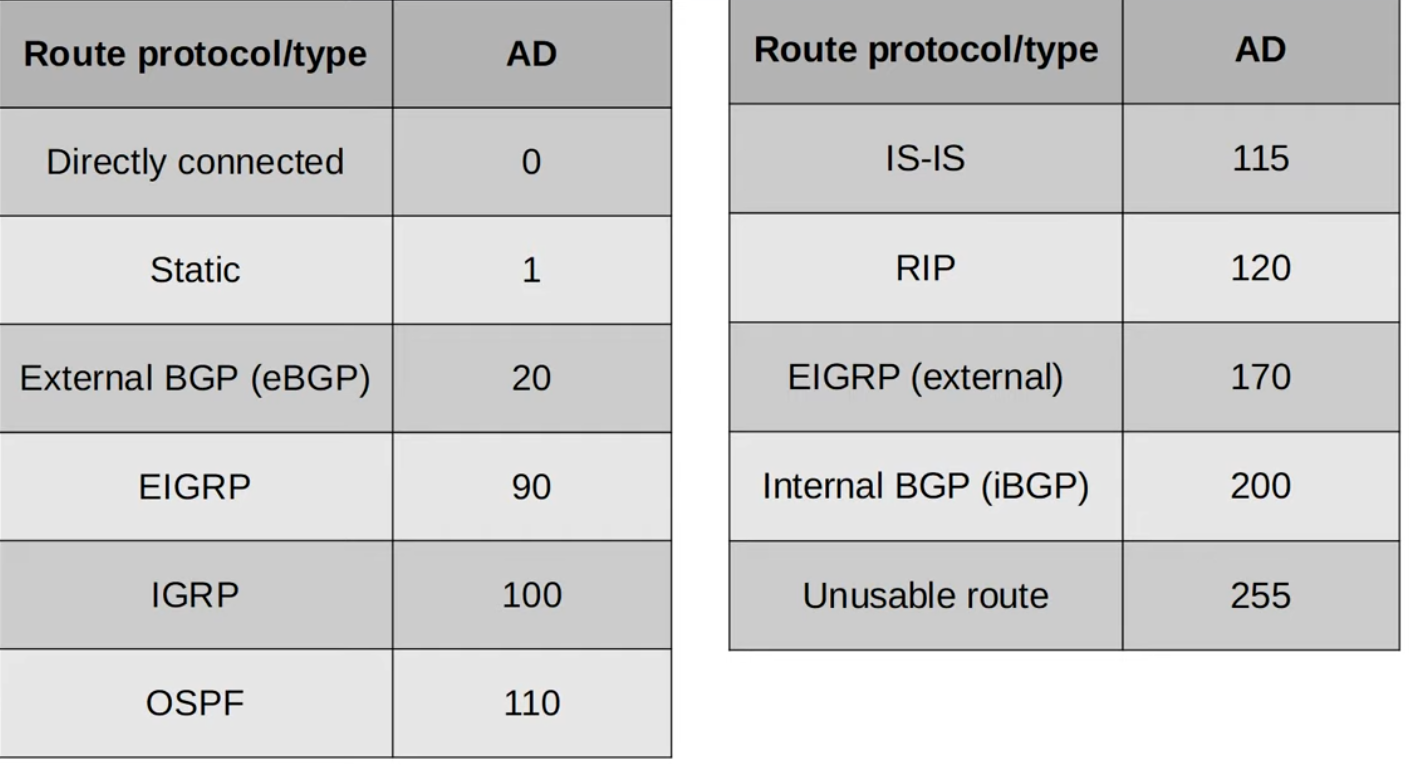 Route protocol/type AD
Directly connected 0
Static 1
External BGP (eBGP) 20
EIGRP 90
IGRP 100
OSPF 110
Route protocol/type AD
IS-IS 115
RIP 120
EIGRP (external) 170
Internal BGP (iBGP) 200
Unusable route 255